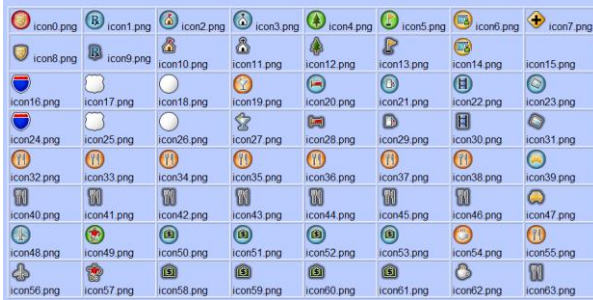 icon0.png icon1.png icon2.png icon3.png icon4.png icon5.png icon6.png icon7.png
icon8.png icon9.png icon10.png icon11.png icon12.png icon13.png icon14.png icon15.png
icon16.png icon17.png icon18.png icon19.png icon20.png icon21.png icon22.png icon23.png
icon24.png icon25.png icon26.png icon27.png icon28.png icon29.png icon30.png icon31.png
icon32.png icon33.png icon34.png icon35.png icon36.png icon37.png icon38.png icon39.png
icon40.png icon41.png icon42.png icon43.png icon44.png icon45.png icon46.png icon47.png
icon48.png icon49.png icon50.png icon51.png icon52.png icon53.png icon54.png icon55.png
icon56.png icon57.png icon58.png icon59.png icon60.png icon61.png icon62.png icon63.png